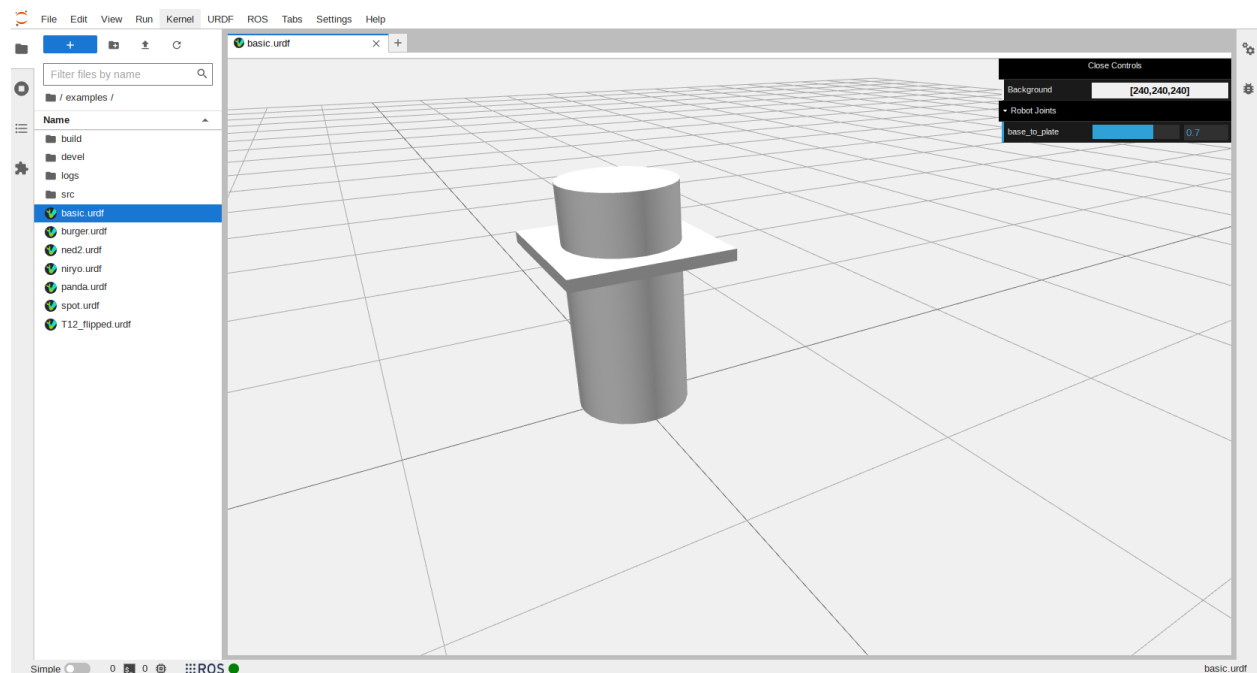 File Edit View Run Kernel URDF ROS Tabs Settings Help
+
basic.urdf
+
Filter files by name
/ examples /
Name
build
devel
logs
src
basic.urdf
burger.urdf
ned2.urdf
niryo.urdf
panda.urdf
spot.urdf
T12_flipped.urdf
Close Controls
Background [240,240,240]
Robot Joints
base_to_plate 0.7
Simple 0 0 ROS basic.urdf